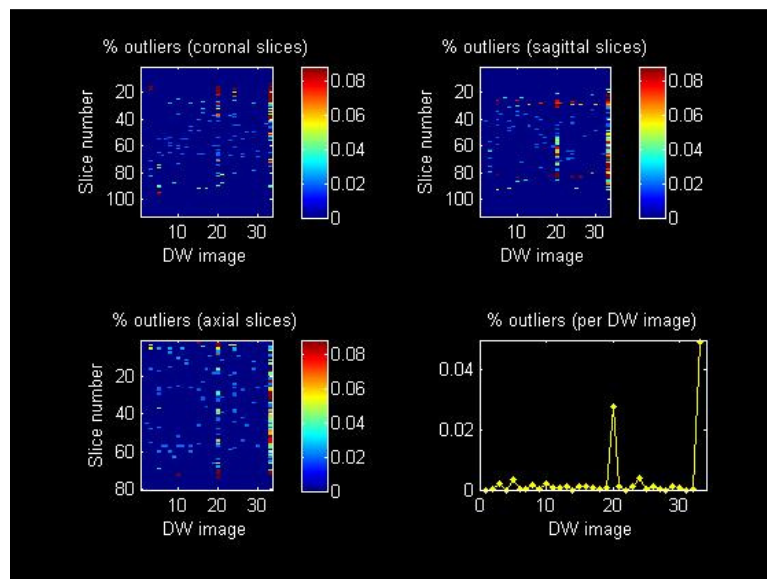 % outliers (coronal slices)
Slice number
20
40
60
80
100
10 20 30
DW image
0.08
0.06
0.04
0.02
0
% outliers (sagittal slices)
Slice number
20
40
60
80
100
10 20 30
DW image
0.08
0.06
0.04
0.02
0
% outliers (axial slices)
Slice number
20
40
60
80
10 20 30
DW image
0.08
0.06
0.04
0.02
0
% outliers (per DW image)
0.04
0.02
0
0 10 20 30
DW image